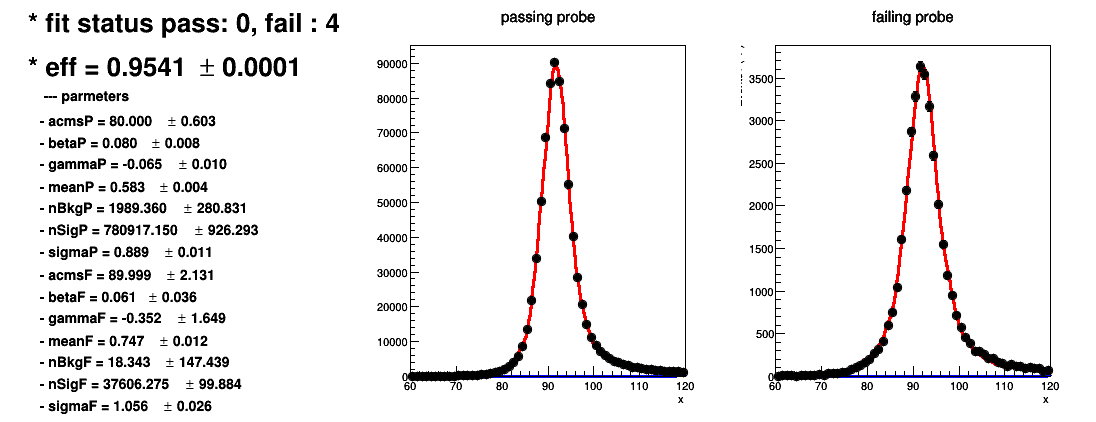 * fit status pass: 0, fail : 4
* eff = 0.9541 ± 0.0001
--- parmeters
- acmsP = 80.000 ± 0.603
- betaP = 0.080 ± 0.008
- gammaP = -0.065 ± 0.010
- meanP = 0.583 ± 0.004
- nBkgP = 1989.360 ± 280.831
- nSigP = 780917.150 ± 926.293
- sigmaP = 0.889 ± 0.011
- acmsF = 89.999 ± 2.131
- betaF = 0.061 ± 0.036
- gammaF = -0.352 ± 1.649
- meanF = 0.747 ± 0.012
- nBkgF = 18.343 ± 147.439
- nSigF = 37606.275 ± 99.884
- sigmaF = 1.056 ± 0.026
passing probe
90000
80000
70000
60000
50000
40000
30000
20000
10000
0
60 70 80 90 100 110 120
x
failing probe
3500
3000
2500
2000
1500
1000
500
0
60 70 80 90 100 110 120
x